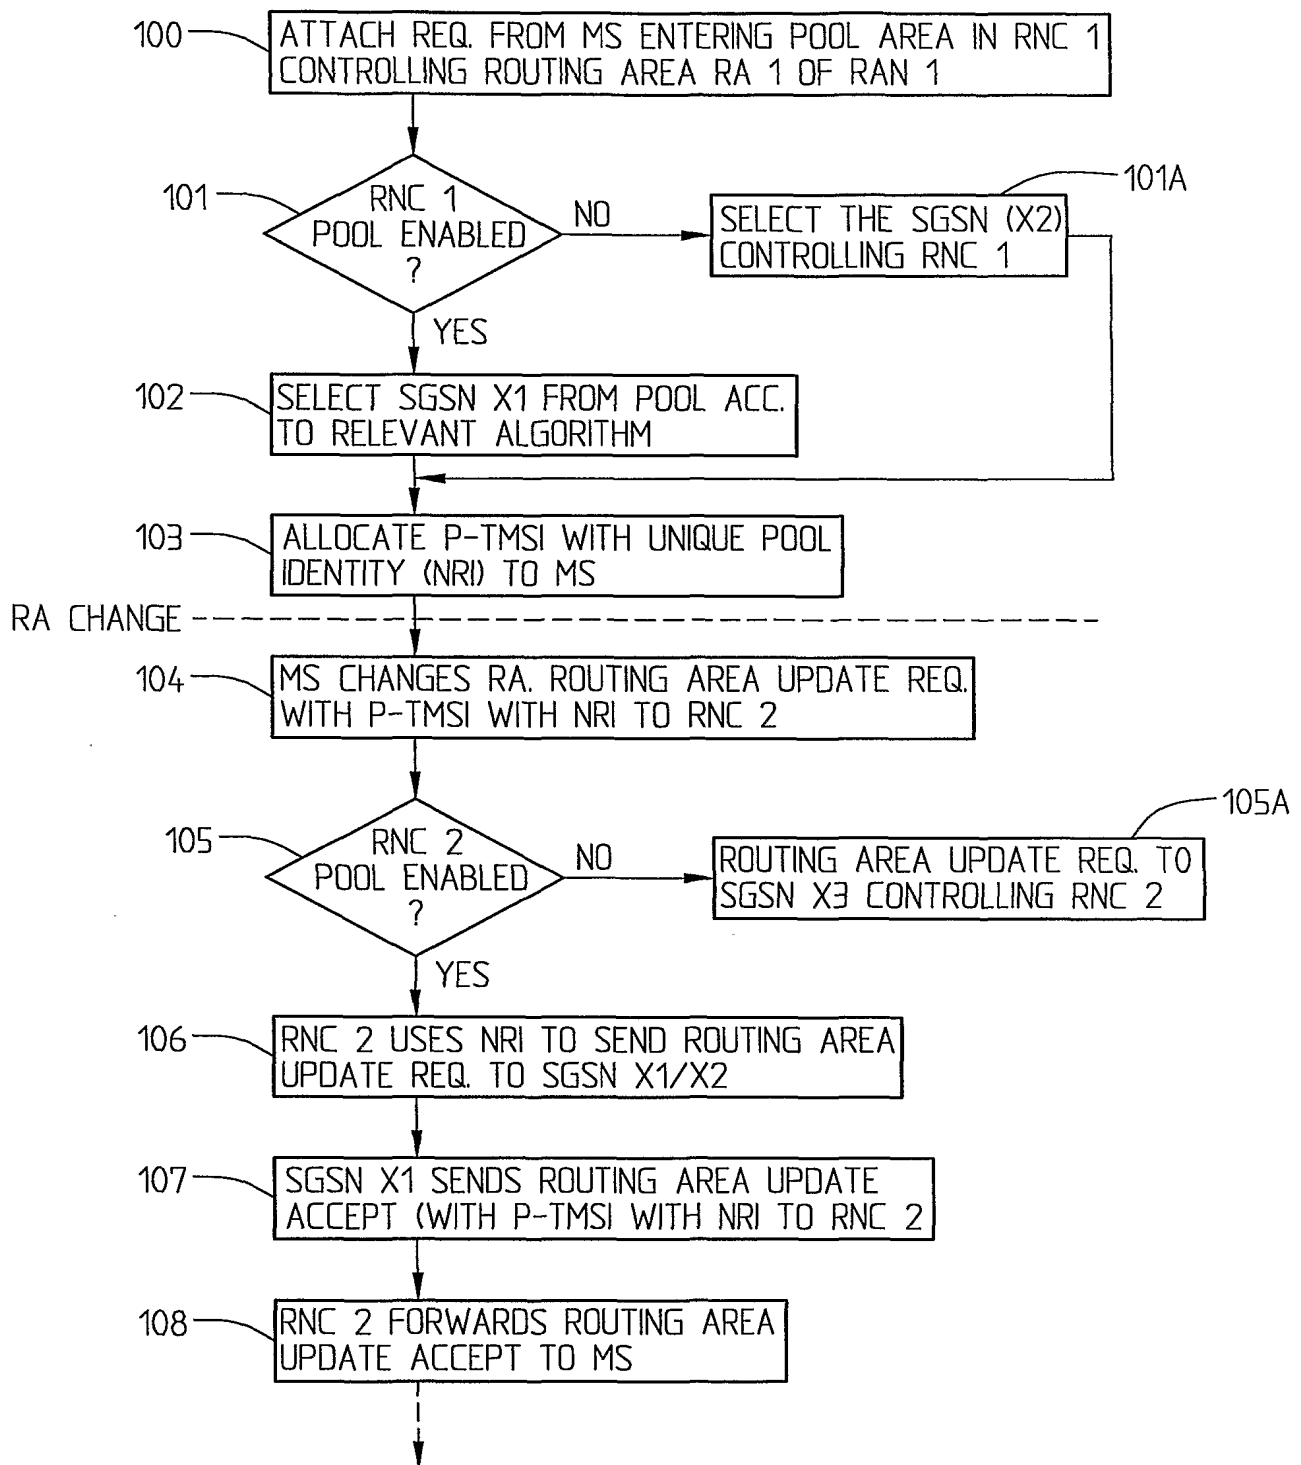 100
ATTACH REQ. FROM MS ENTERING POOL AREA IN RNC 1
CONTROLLING ROUTING AREA RA 1 OF RAN 1
101
RNC 1
POOL ENABLED
?
NO
YES
101A
SELECT THE SGSN (X2)
CONTROLLING RNC 1
102
SELECT SGSN X1 FROM POOL ACC.
TO RELEVANT ALGORITHM
103
ALLOCATE P-TMSI WITH UNIQUE POOL
IDENTITY (NRI) TO MS
RA CHANGE
104
MS CHANGES RA. ROUTING AREA UPDATE REQ.
WITH P-TMSI WITH NRI TO RNC 2
105
RNC 2
POOL ENABLED
?
NO
YES
105A
ROUTING AREA UPDATE REQ. TO
SGSN X3 CONTROLLING RNC 2
106
RNC 2 USES NRI TO SEND ROUTING AREA
UPDATE REQ. TO SGSN X1/X2
107
SGSN X1 SENDS ROUTING AREA UPDATE
ACCEPT (WITH P-TMSI WITH NRI TO RNC 2
108
RNC 2 FORWARDS ROUTING AREA
UPDATE ACCEPT TO MS